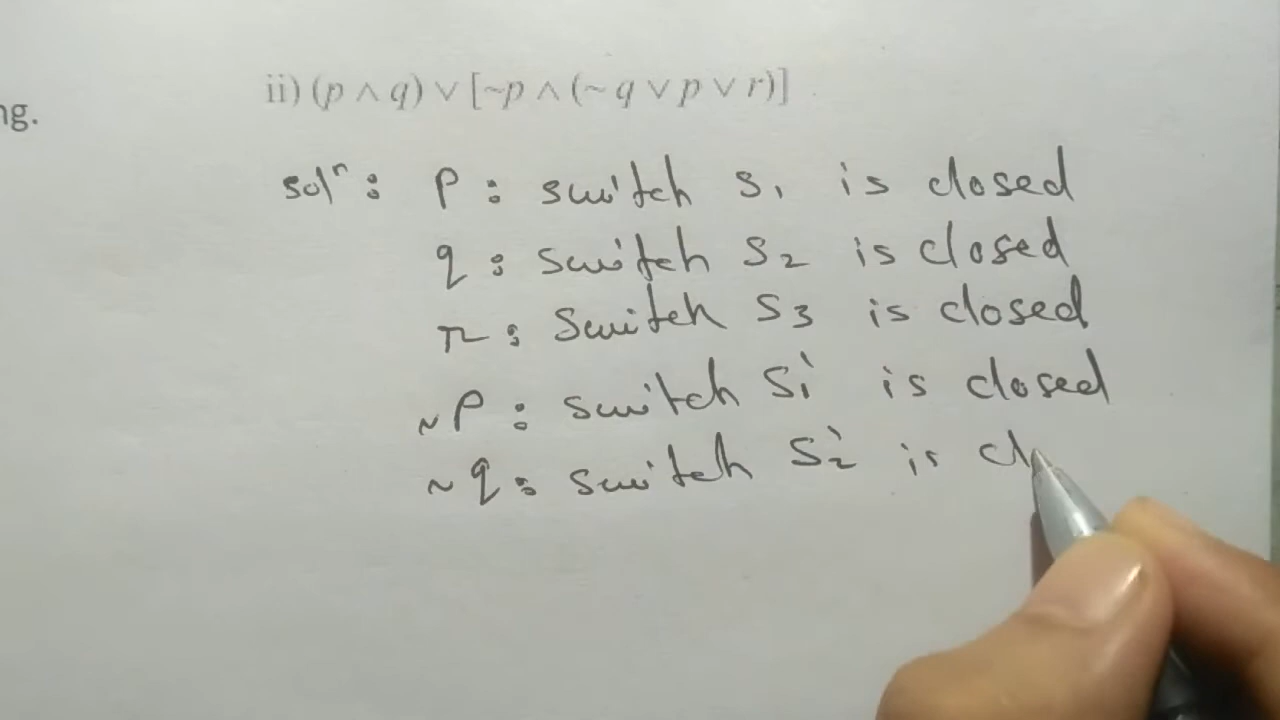 ii) (p ∧ q) ∨ [~p ∧ (~ q ∨ p ∨ r)]
ng.
solⁿ : p : switch S₁ is closed
q : switch S₂ is closed
r : switch S₃ is closed
~p : switch S₁' is closed
~q : switch S₂' is cl